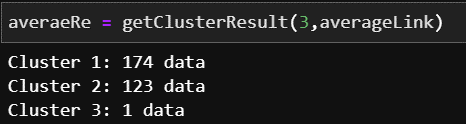 averaeRe = getClusterResult(3,averageLink)
Cluster 1: 174 data
Cluster 2: 123 data
Cluster 3: 1 data